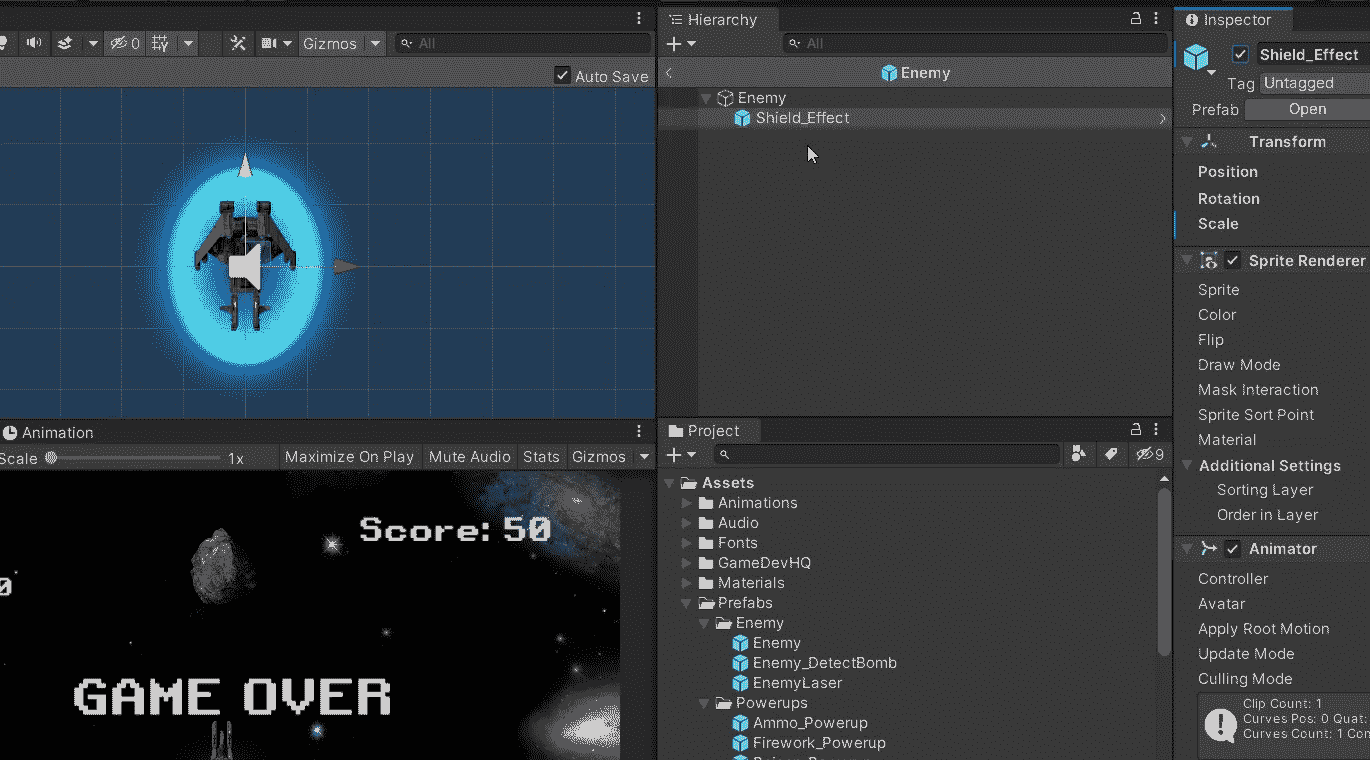 Hierarchy
Inspector
0
Gizmos
All
All
Shield_Effect
Auto Save
Enemy
Tag
Untagged
Enemy
Prefab
Open
Shield_Effect
Transform
Position
Rotation
Scale
Sprite Renderer
Sprite
Color
Flip
Draw Mode
Mask Interaction
Sprite Sort Point
Material
Additional Settings
Sorting Layer
Order in Layer
Animator
Controller
Avatar
Apply Root Motion
Update Mode
Culling Mode
Clip Count: 1
Curves Pos: 0 Quat:
Curves Count: 1 Con
Animation
Scale
1x
Maximize On Play
Mute Audio
Stats
Gizmos
Score: 50
0
GAME OVER
Project
9
Assets
Animations
Audio
Fonts
GameDevHQ
Materials
Prefabs
Enemy
Enemy
Enemy_DetectBomb
EnemyLaser
Powerups
Ammo_Powerup
Firework_Powerup